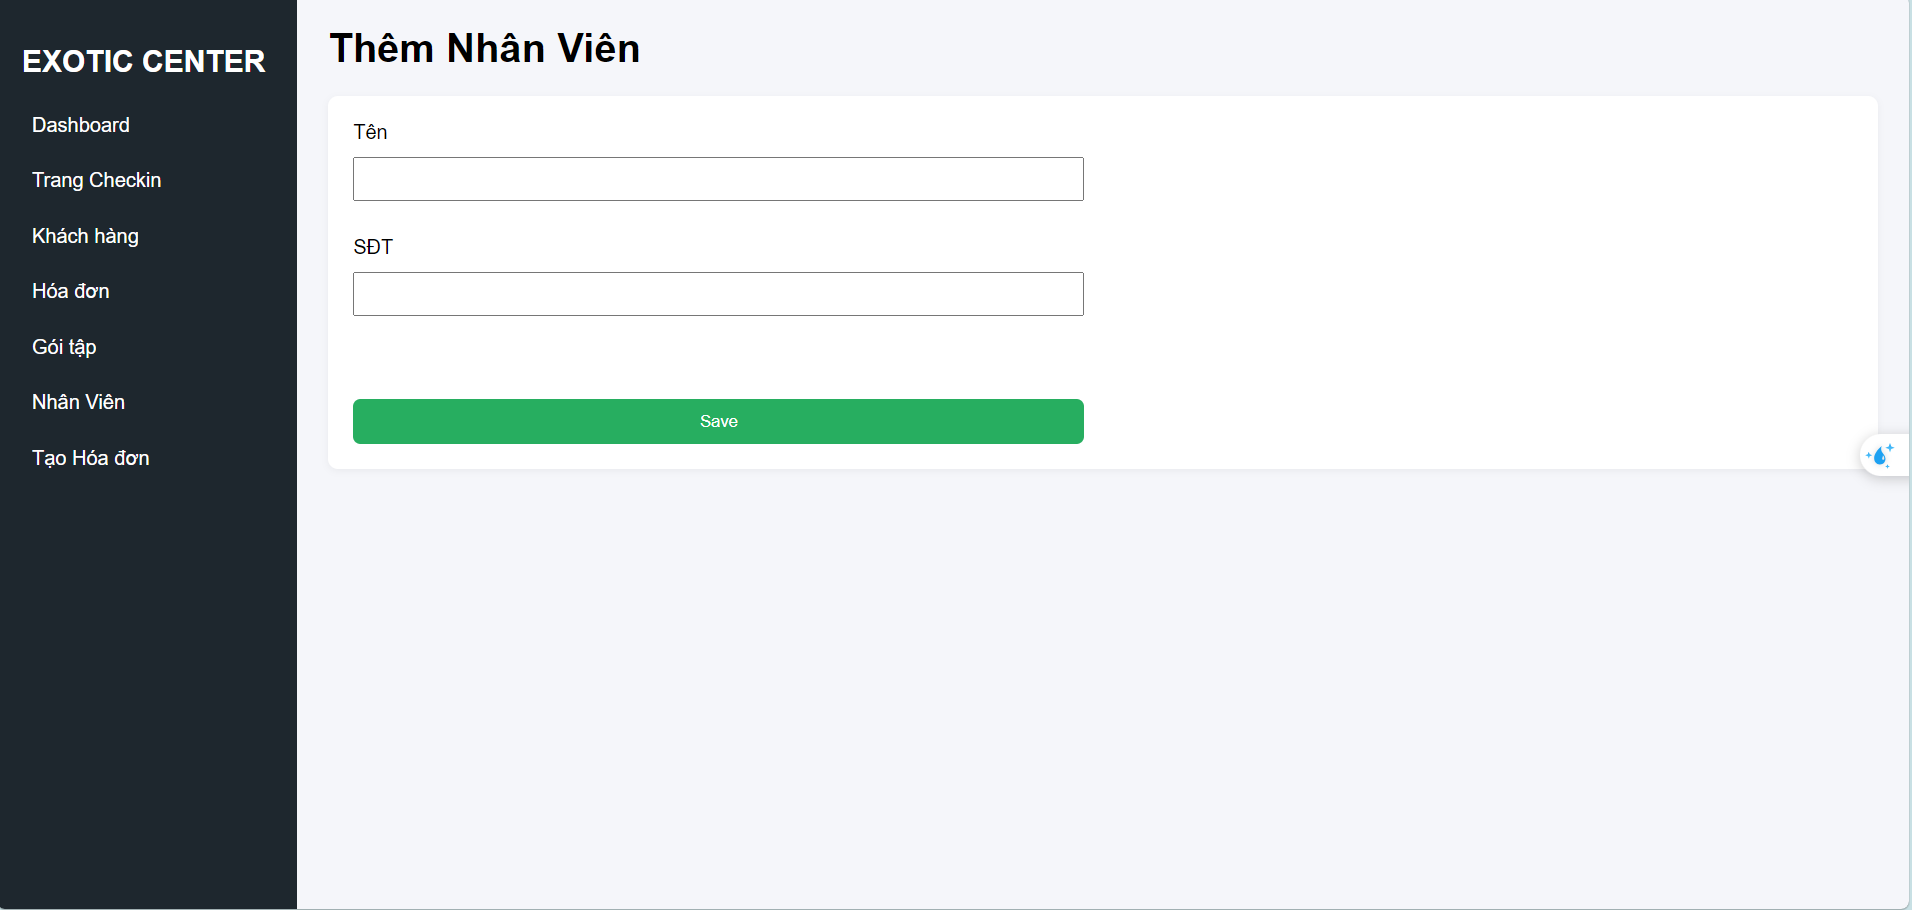 EXOTIC CENTER
Dashboard
Trang Checkin
Khách hàng
Hóa đơn
Gói tập
Nhân Viên
Tạo Hóa đơn
Thêm Nhân Viên
Tên
SĐT
Save